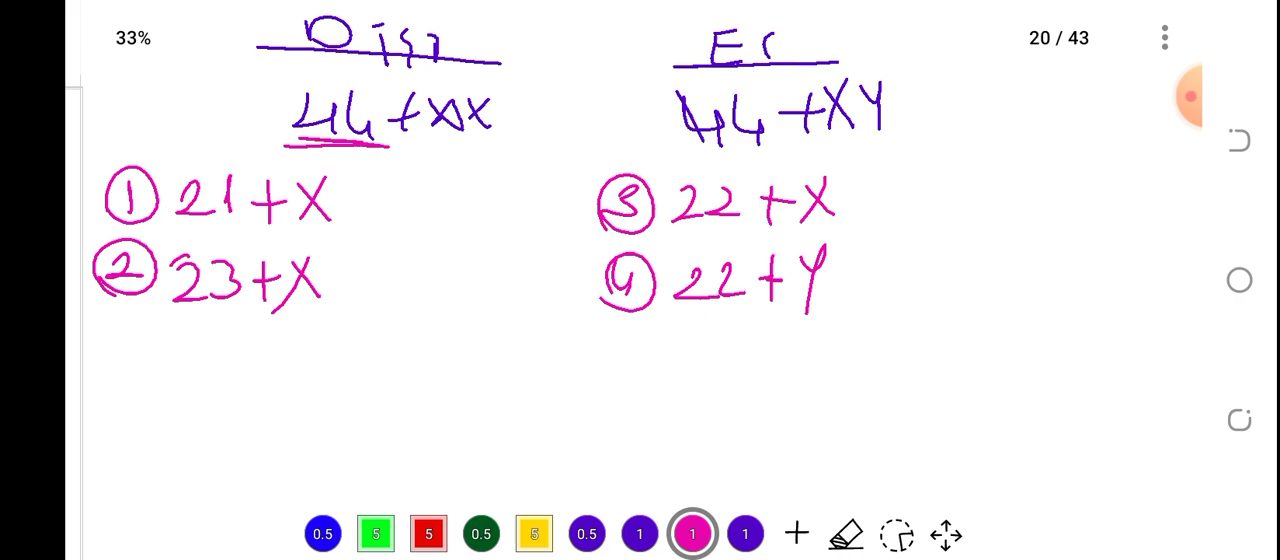 33%
20 / 43
Dişi
Er
44+XX
44+XY
① 21+X
③ 22+X
② 23+X
④ 22+Y
0.5 5 5 0.5 5 0.5 1 1 1